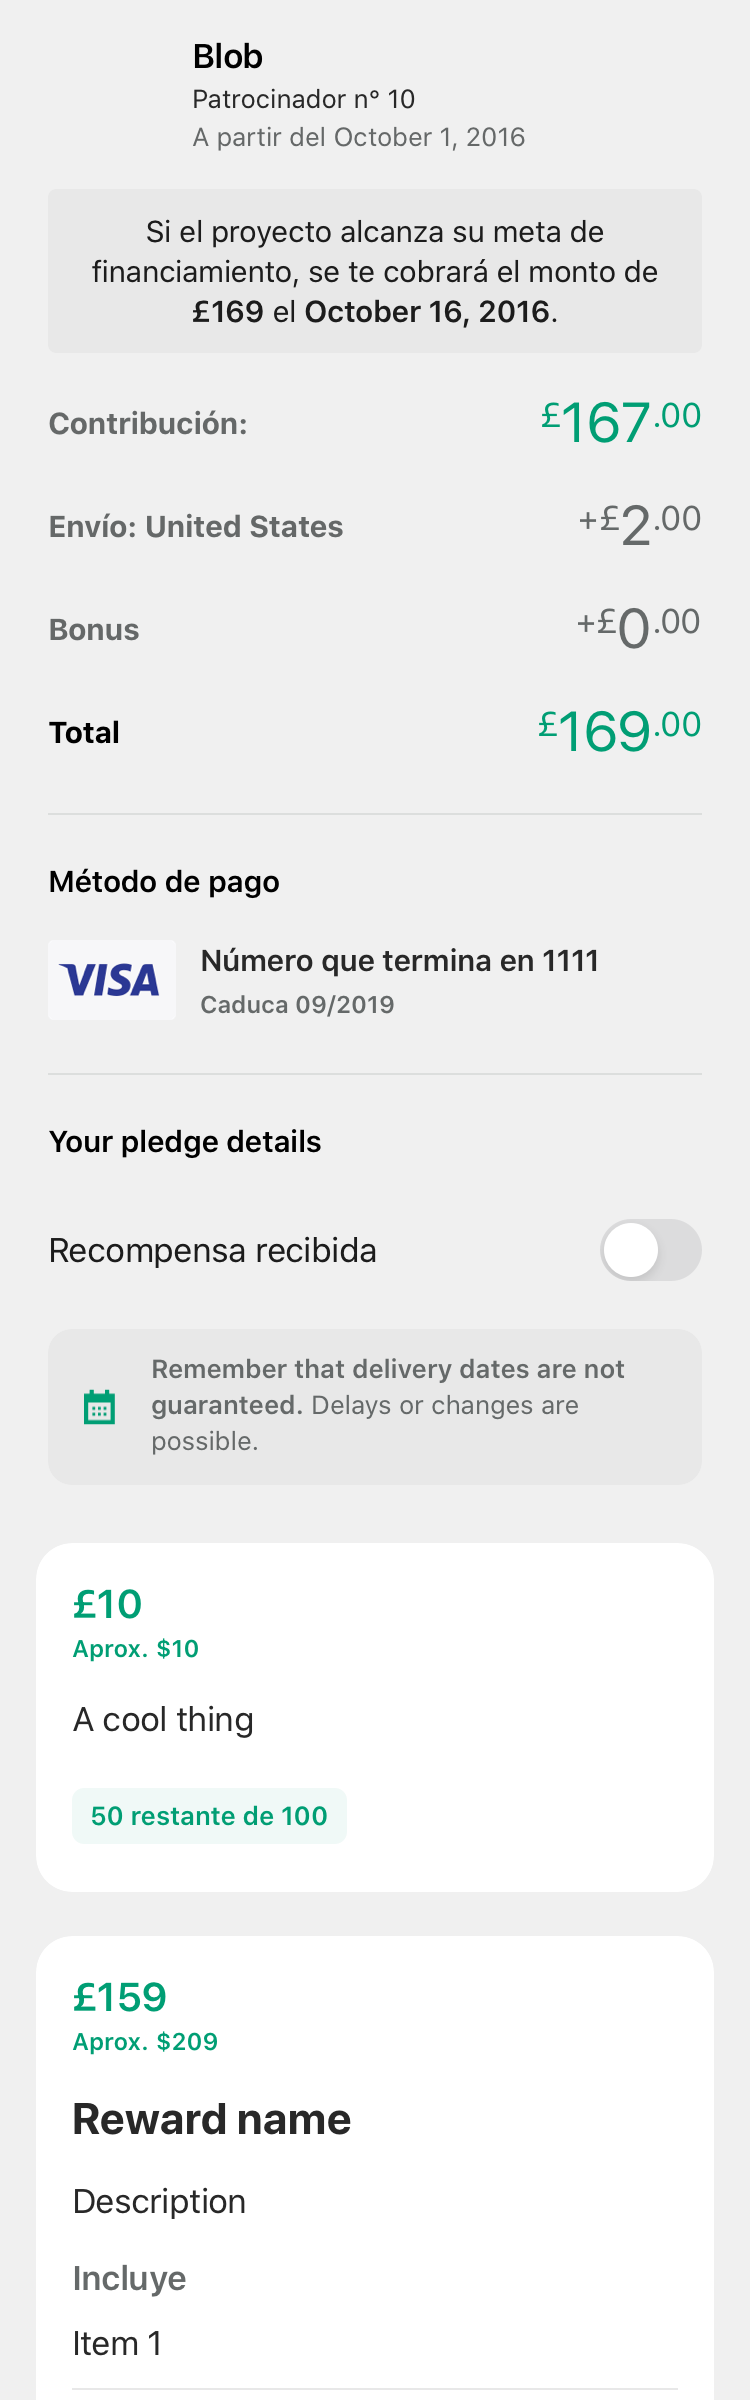 Blob
Patrocinador nº 10
A partir del October 1, 2016
Si el proyecto alcanza su meta de
financiamiento, se te cobrará el monto de
£169 el October 16, 2016.
Contribución: £167.00
Envío: United States +£2.00
Bonus +£0.00
Total £169.00
Método de pago
VISA
Número que termina en 1111
Caduca 09/2019
Your pledge details
Recompensa recibida
Remember that delivery dates are not
guaranteed. Delays or changes are
possible.
£10
Aprox. $10
A cool thing
50 restante de 100
£159
Aprox. $209
Reward name
Description
Incluye
Item 1